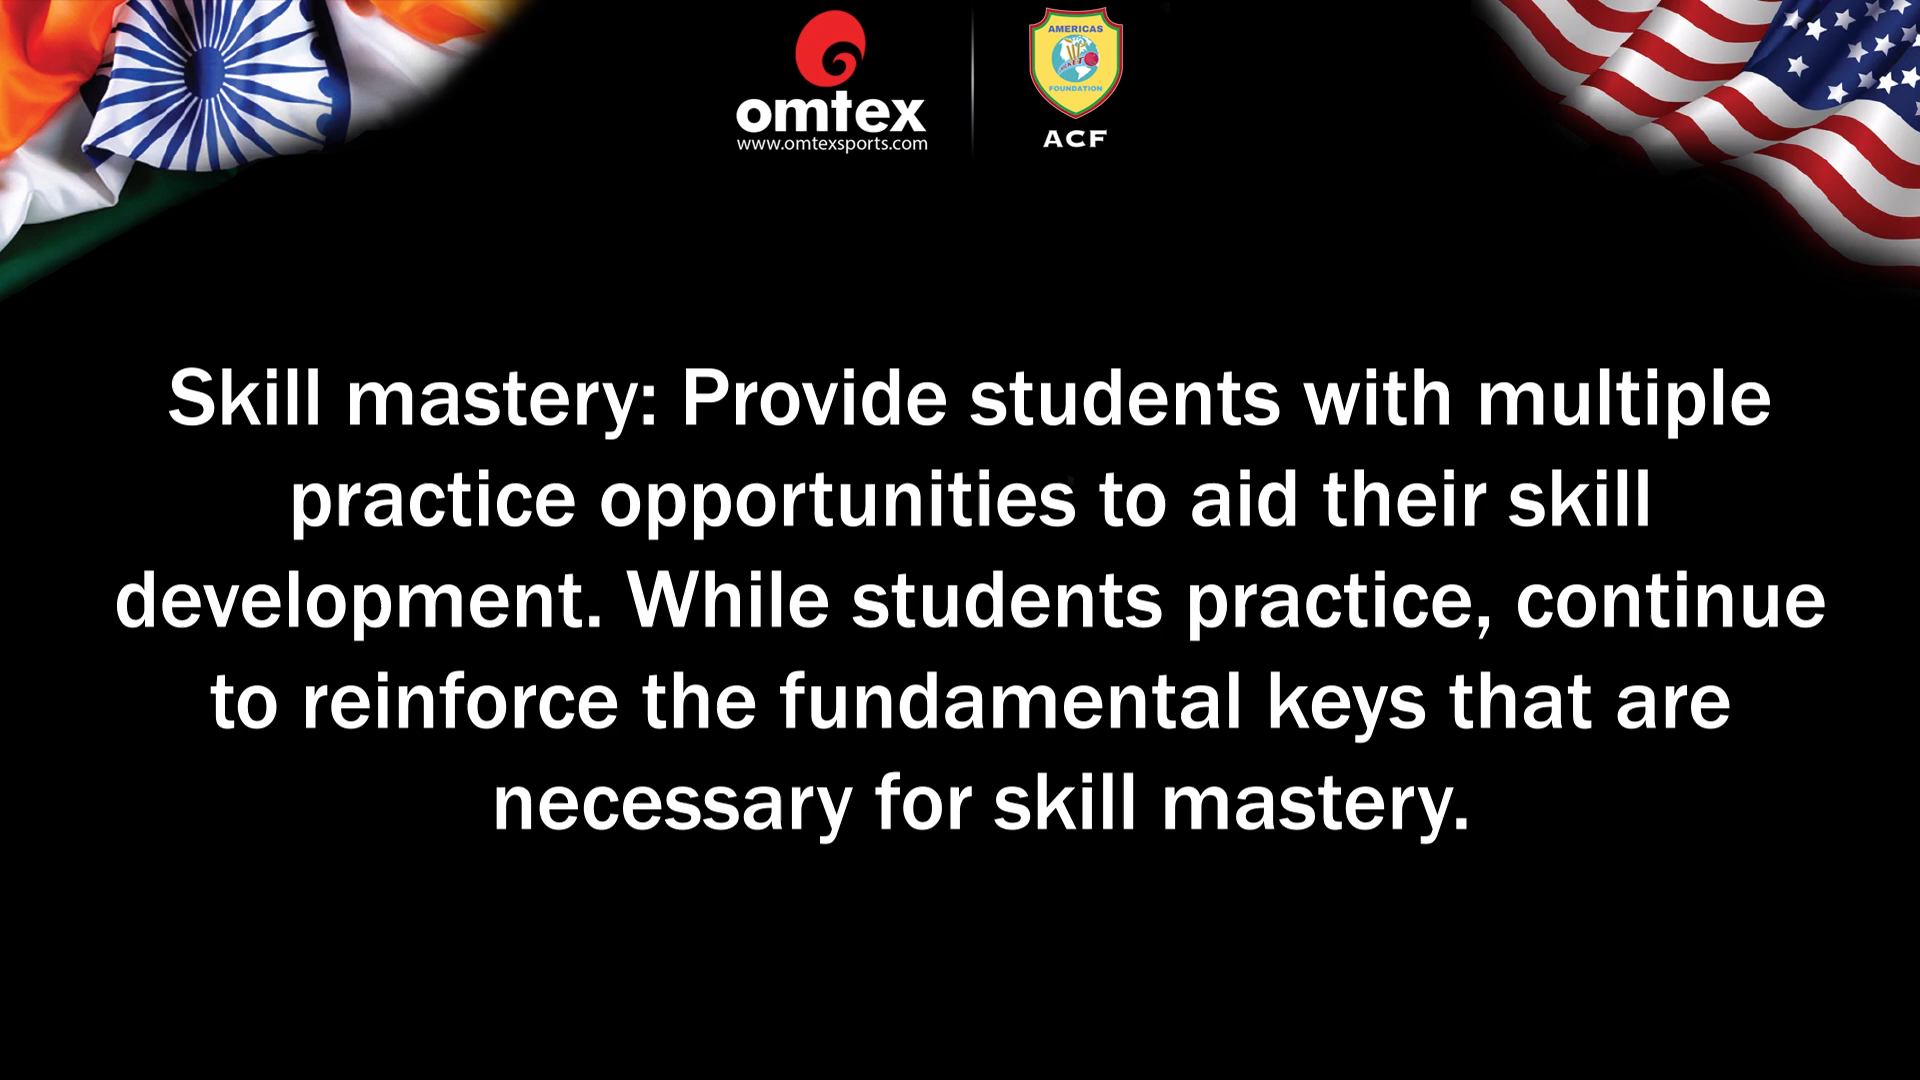 omtex
www.omtexsports.com
AMERICAS
FOUNDATION
ACF
Skill mastery: Provide students with multiple
practice opportunities to aid their skill
development. While students practice, continue
to reinforce the fundamental keys that are
necessary for skill mastery.